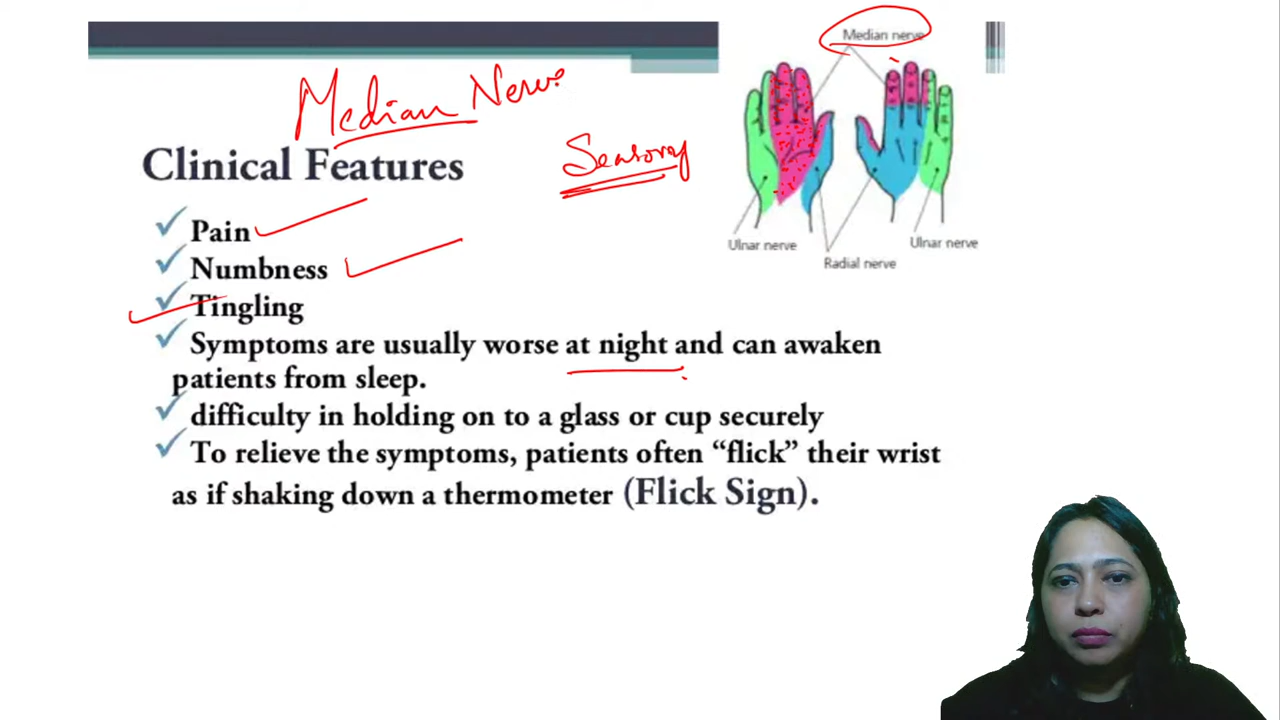 Median nerve
Median Nerve
Sensory
Clinical Features
Pain
Numbness
Tingling
Symptoms are usually worse at night and can awaken
patients from sleep.
difficulty in holding on to a glass or cup securely
To relieve the symptoms, patients often “flick” their wrist
as if shaking down a thermometer (Flick Sign).
Ulnar nerve
Radial nerve
Ulnar nerve